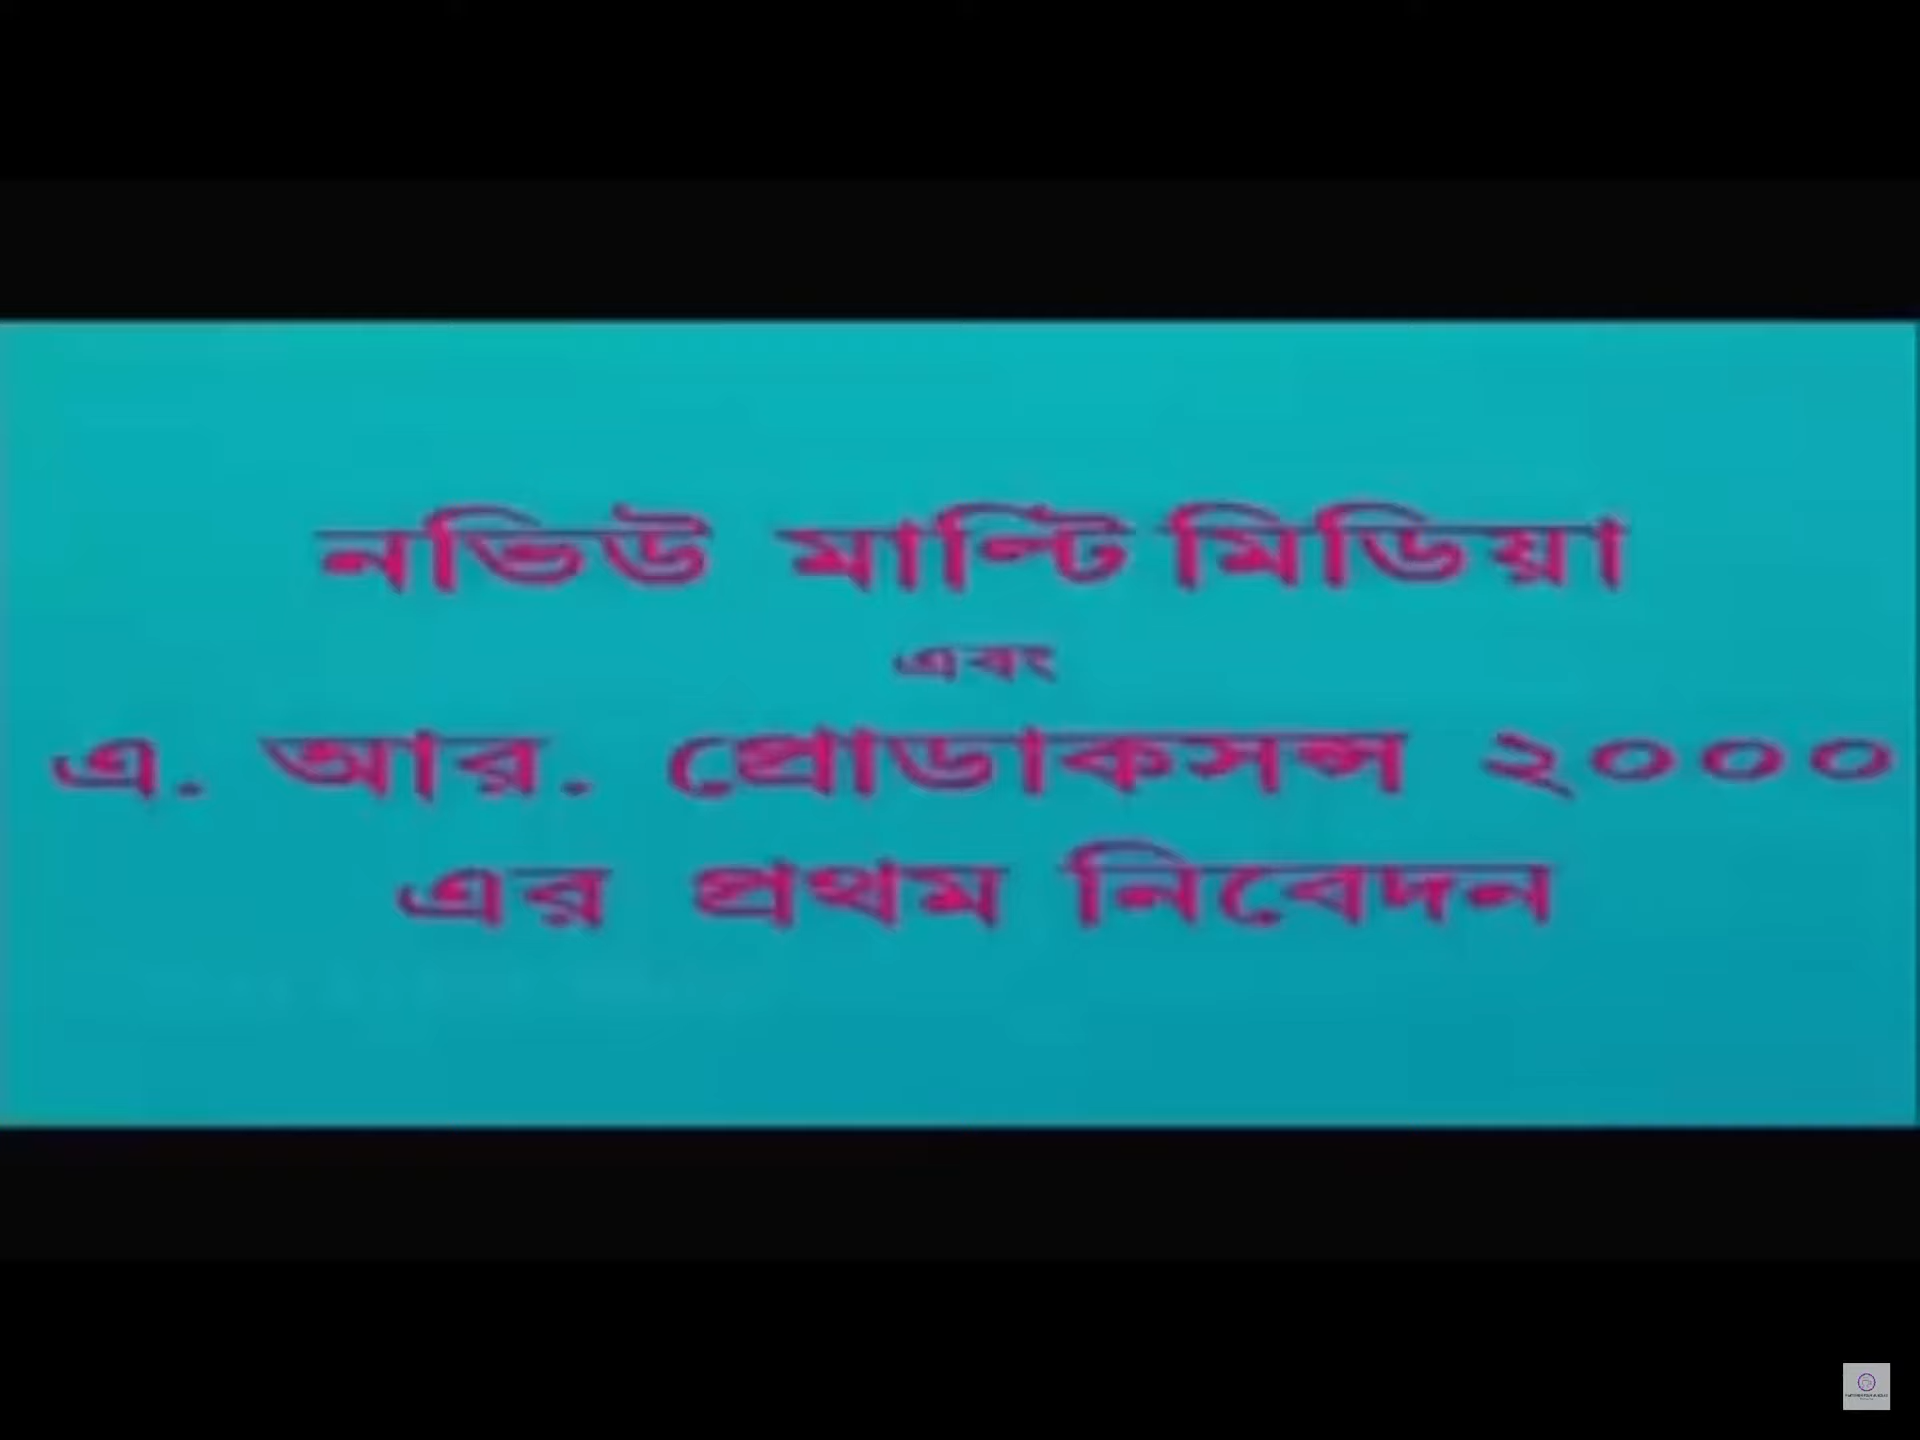 নভিউ মাল্টি মিডিয়া
এবং
এ. আর. প্রোডাকসন্স ২০০০
এর প্রথম নিবেদন